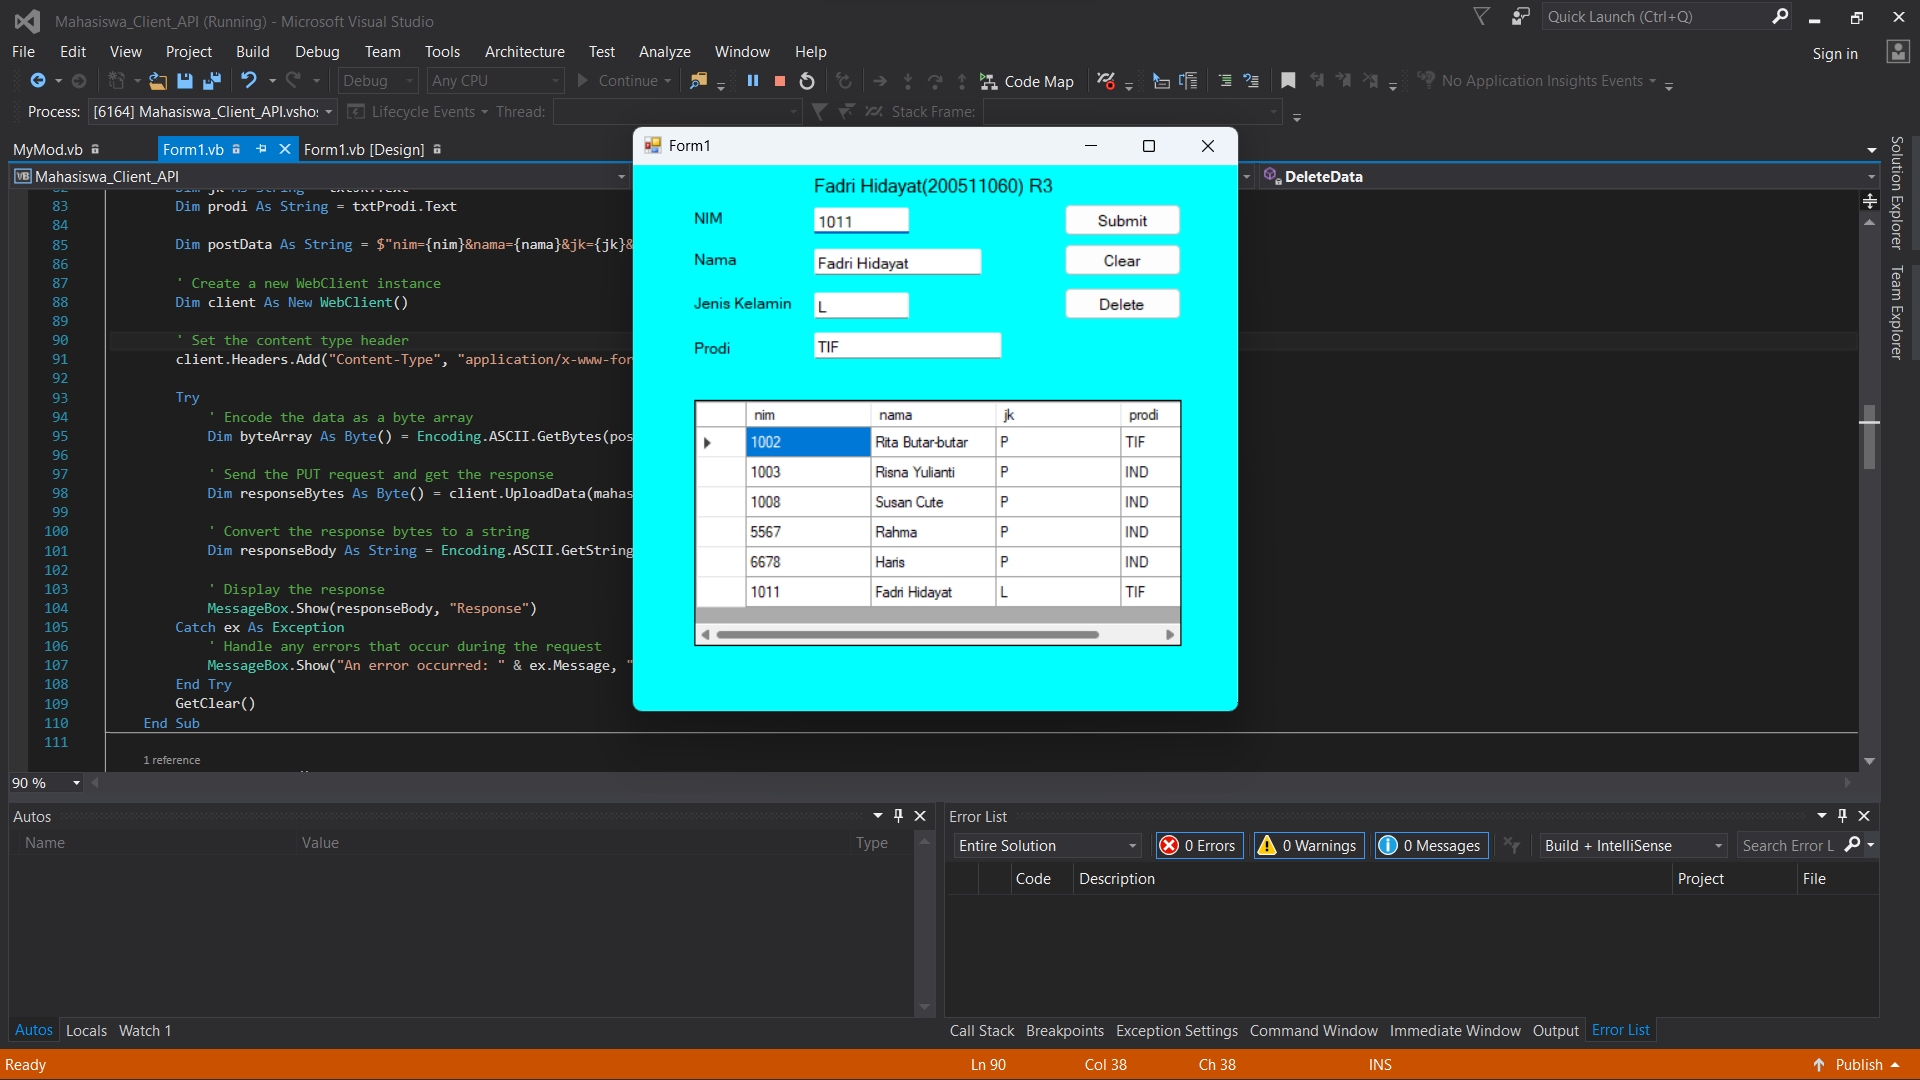 Mahasiswa_Client_API (Running) - Microsoft Visual Studio
Quick Launch (Ctrl+Q)
File Edit View Project Build Debug Team Tools Architecture Test Analyze Window Help
Sign in
Debug Any CPU Continue Code Map No Application Insights Events
Process: [6164] Mahasiswa_Client_API.vshos Lifecycle Events Thread: Stack Frame:
MyMod.vb Form1.vb Form1.vb [Design]
VB Mahasiswa_Client_API
DeleteData
83 Dim prodi As String = txtProdi.Text
84
85 Dim postData As String = $"nim={nim}&nama={nama}&jk={jk}&
86
87 ' Create a new WebClient instance
88 Dim client As New WebClient()
89
90 ' Set the content type header
91 client.Headers.Add("Content-Type", "application/x-www-for
92
93 Try
94 ' Encode the data as a byte array
95 Dim byteArray As Byte() = Encoding.ASCII.GetBytes(pos
96
97 ' Send the PUT request and get the response
98 Dim responseBytes As Byte() = client.UploadData(mahas
99
100 ' Convert the response bytes to a string
101 Dim responseBody As String = Encoding.ASCII.GetString
102
103 ' Display the response
104 MessageBox.Show(responseBody, "Response")
105 Catch ex As Exception
106 ' Handle any errors that occur during the request
107 MessageBox.Show("An error occurred: " & ex.Message, "
108 End Try
109 GetClear()
110 End Sub
111
1 reference
90 %
Form1
Fadri Hidayat(200511060) R3
NIM 1011 Submit
Nama Fadri Hidayat Clear
Jenis Kelamin L Delete
Prodi TIF
nim nama jk prodi
1002 Rita Butar-butar P TIF
1003 Risna Yulianti P IND
1008 Susan Cute P IND
5567 Rahma P IND
6678 Haris P IND
1011 Fadri Hidayat L TIF
Solution Explorer
Team Explorer
Autos
Name Value Type
Autos Locals Watch 1
Error List
Entire Solution 0 Errors 0 Warnings 0 Messages Build + IntelliSense Search Error L
Code Description Project File
Call Stack Breakpoints Exception Settings Command Window Immediate Window Output Error List
Ready Ln 90 Col 38 Ch 38 INS Publish